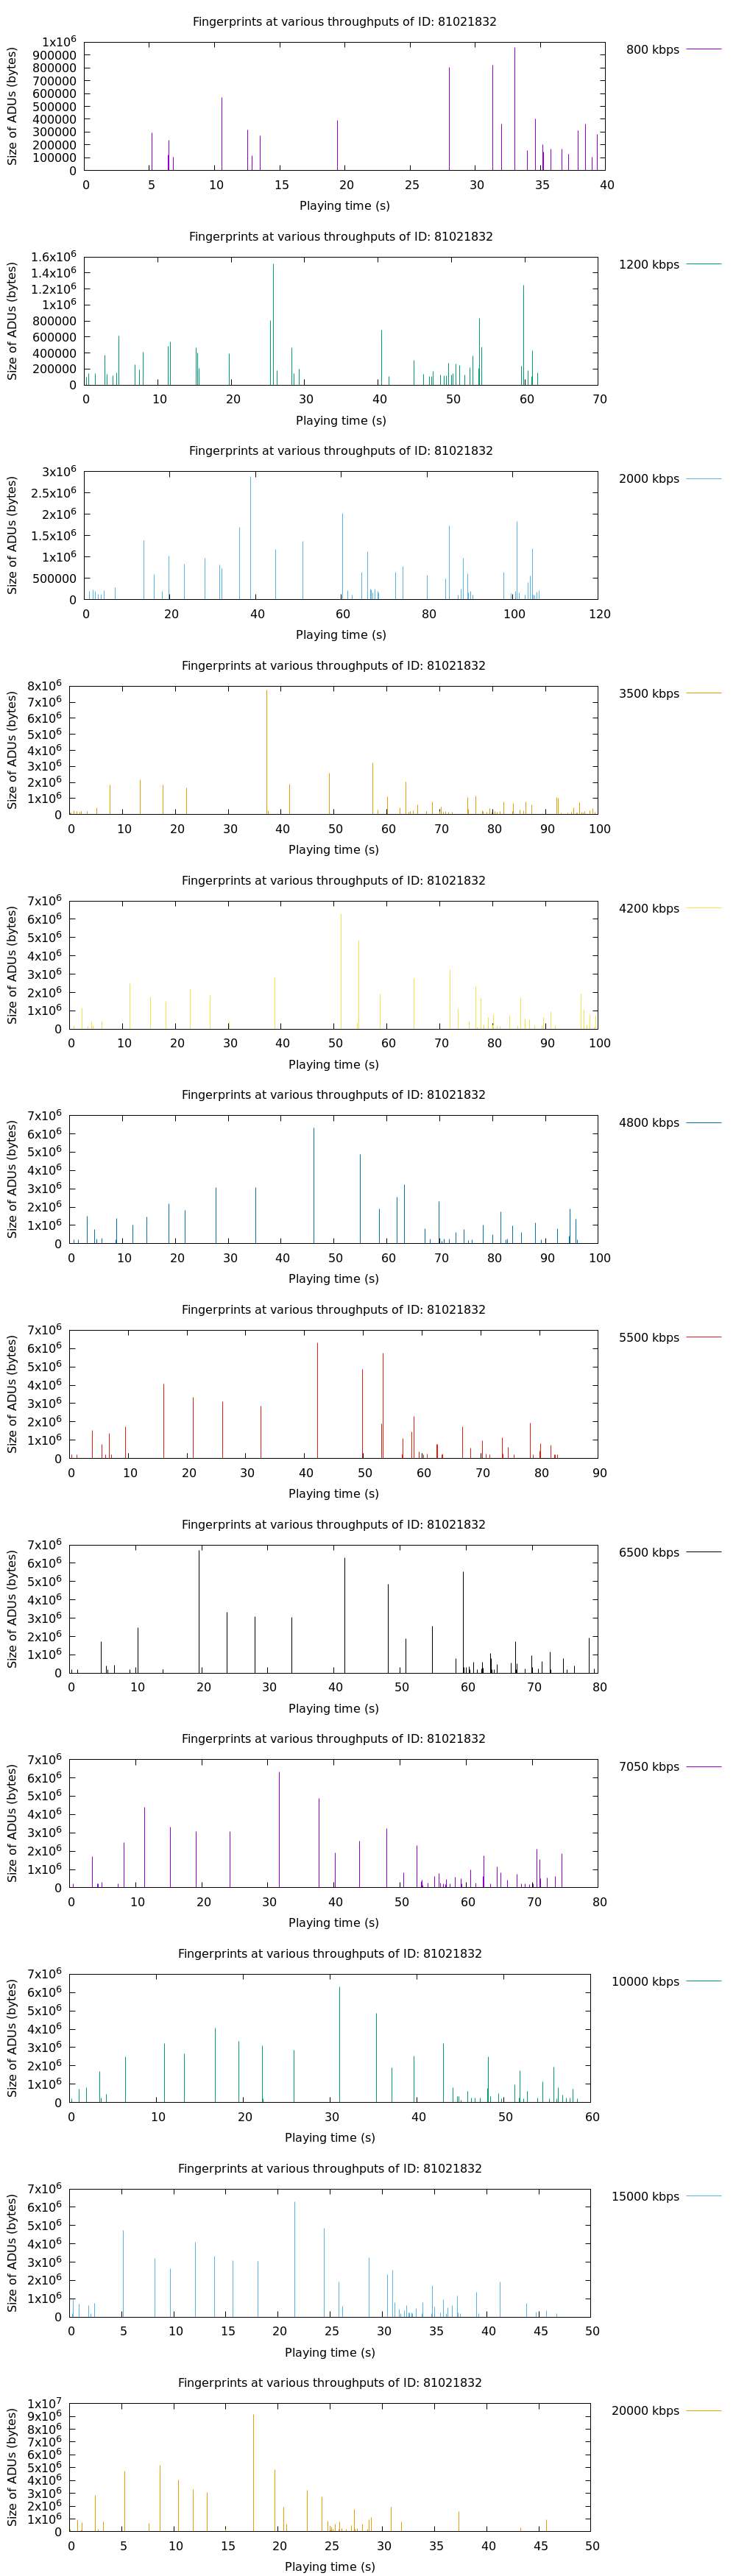 Fingerprints at various throughputs of ID: 81021832
800 kbps
Size of ADUs (bytes)
1x10^6
900000
800000
700000
600000
500000
400000
300000
200000
100000
0
0 5 10 15 20 25 30 35 40
Playing time (s)
Fingerprints at various throughputs of ID: 81021832
1200 kbps
Size of ADUs (bytes)
1.6x10^6
1.4x10^6
1.2x10^6
1x10^6
800000
600000
400000
200000
0
0 10 20 30 40 50 60 70
Playing time (s)
Fingerprints at various throughputs of ID: 81021832
2000 kbps
Size of ADUs (bytes)
3x10^6
2.5x10^6
2x10^6
1.5x10^6
1x10^6
500000
0
0 20 40 60 80 100 120
Playing time (s)
Fingerprints at various throughputs of ID: 81021832
3500 kbps
Size of ADUs (bytes)
8x10^6
7x10^6
6x10^6
5x10^6
4x10^6
3x10^6
2x10^6
1x10^6
0
0 10 20 30 40 50 60 70 80 90 100
Playing time (s)
Fingerprints at various throughputs of ID: 81021832
4200 kbps
Size of ADUs (bytes)
7x10^6
6x10^6
5x10^6
4x10^6
3x10^6
2x10^6
1x10^6
0
0 10 20 30 40 50 60 70 80 90 100
Playing time (s)
Fingerprints at various throughputs of ID: 81021832
4800 kbps
Size of ADUs (bytes)
7x10^6
6x10^6
5x10^6
4x10^6
3x10^6
2x10^6
1x10^6
0
0 10 20 30 40 50 60 70 80 90 100
Playing time (s)
Fingerprints at various throughputs of ID: 81021832
5500 kbps
Size of ADUs (bytes)
7x10^6
6x10^6
5x10^6
4x10^6
3x10^6
2x10^6
1x10^6
0
0 10 20 30 40 50 60 70 80 90
Playing time (s)
Fingerprints at various throughputs of ID: 81021832
6500 kbps
Size of ADUs (bytes)
7x10^6
6x10^6
5x10^6
4x10^6
3x10^6
2x10^6
1x10^6
0
0 10 20 30 40 50 60 70 80
Playing time (s)
Fingerprints at various throughputs of ID: 81021832
7050 kbps
Size of ADUs (bytes)
7x10^6
6x10^6
5x10^6
4x10^6
3x10^6
2x10^6
1x10^6
0
0 10 20 30 40 50 60 70 80
Playing time (s)
Fingerprints at various throughputs of ID: 81021832
10000 kbps
Size of ADUs (bytes)
7x10^6
6x10^6
5x10^6
4x10^6
3x10^6
2x10^6
1x10^6
0
0 10 20 30 40 50 60
Playing time (s)
Fingerprints at various throughputs of ID: 81021832
15000 kbps
Size of ADUs (bytes)
7x10^6
6x10^6
5x10^6
4x10^6
3x10^6
2x10^6
1x10^6
0
0 5 10 15 20 25 30 35 40 45 50
Playing time (s)
Fingerprints at various throughputs of ID: 81021832
20000 kbps
Size of ADUs (bytes)
1x10^7
9x10^6
8x10^6
7x10^6
6x10^6
5x10^6
4x10^6
3x10^6
2x10^6
1x10^6
0
0 5 10 15 20 25 30 35 40 45 50
Playing time (s)